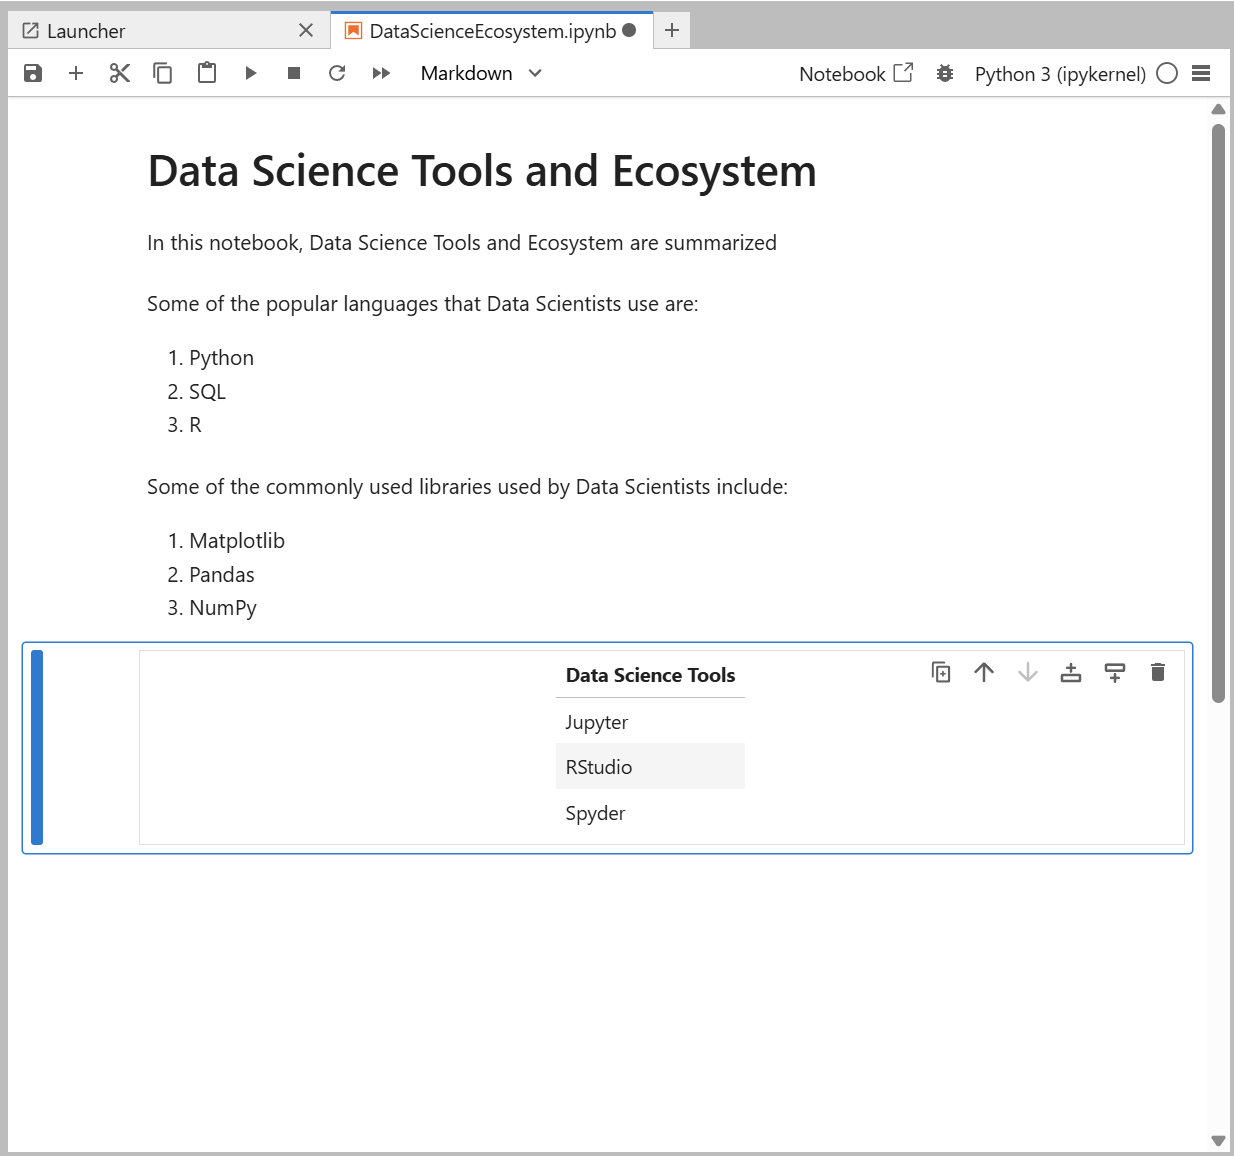 Launcher
DataScienceEcosystem.ipynb
Markdown
Notebook
Python 3 (ipykernel)
Data Science Tools and Ecosystem
In this notebook, Data Science Tools and Ecosystem are summarized
Some of the popular languages that Data Scientists use are:
1. Python
2. SQL
3. R
Some of the commonly used libraries used by Data Scientists include:
1. Matplotlib
2. Pandas
3. NumPy
Data Science Tools
Jupyter
RStudio
Spyder